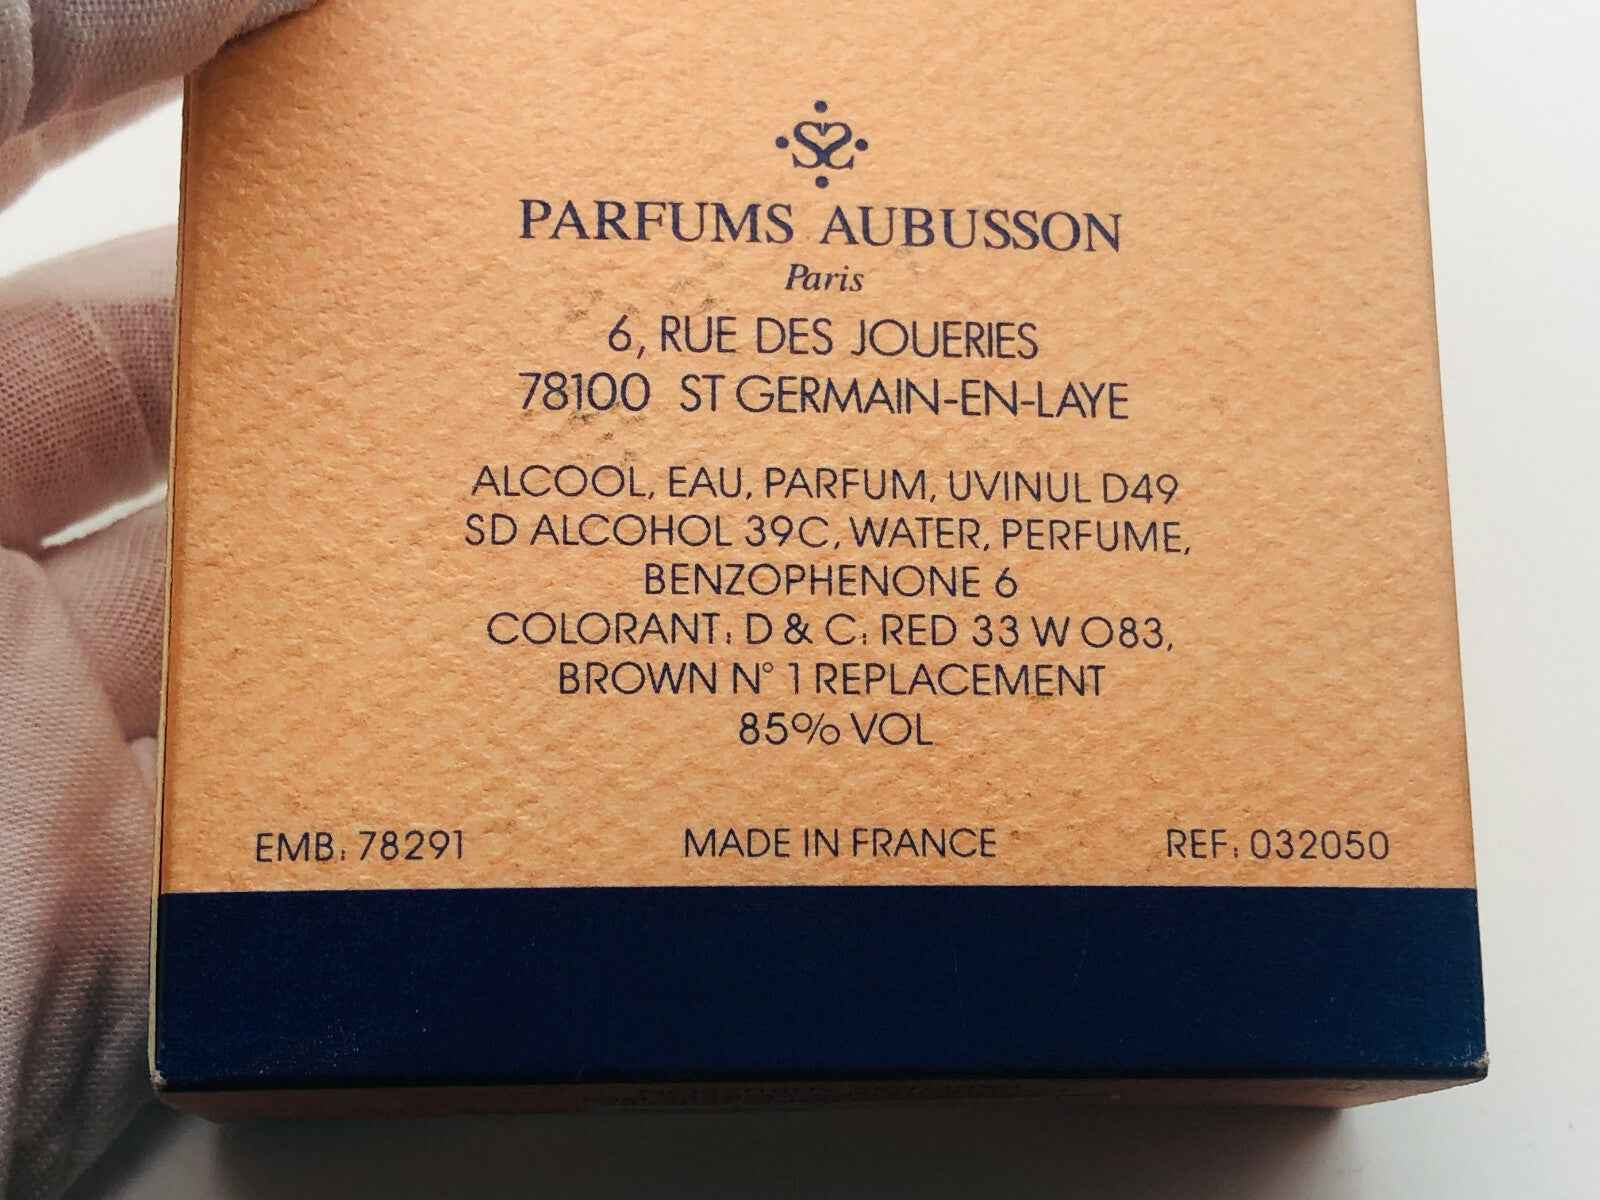 PARFUMS AUBUSSON
Paris
6, RUE DES JOUERIES
78100 ST GERMAIN-EN-LAYE
ALCOOL, EAU, PARFUM, UVINUL D49
SD ALCOHOL 39C, WATER, PERFUME,
BENZOPHENONE 6
COLORANT: D & C: RED 33 W O83,
BROWN N° 1 REPLACEMENT
85% VOL
EMB: 78291 MADE IN FRANCE REF: 032050